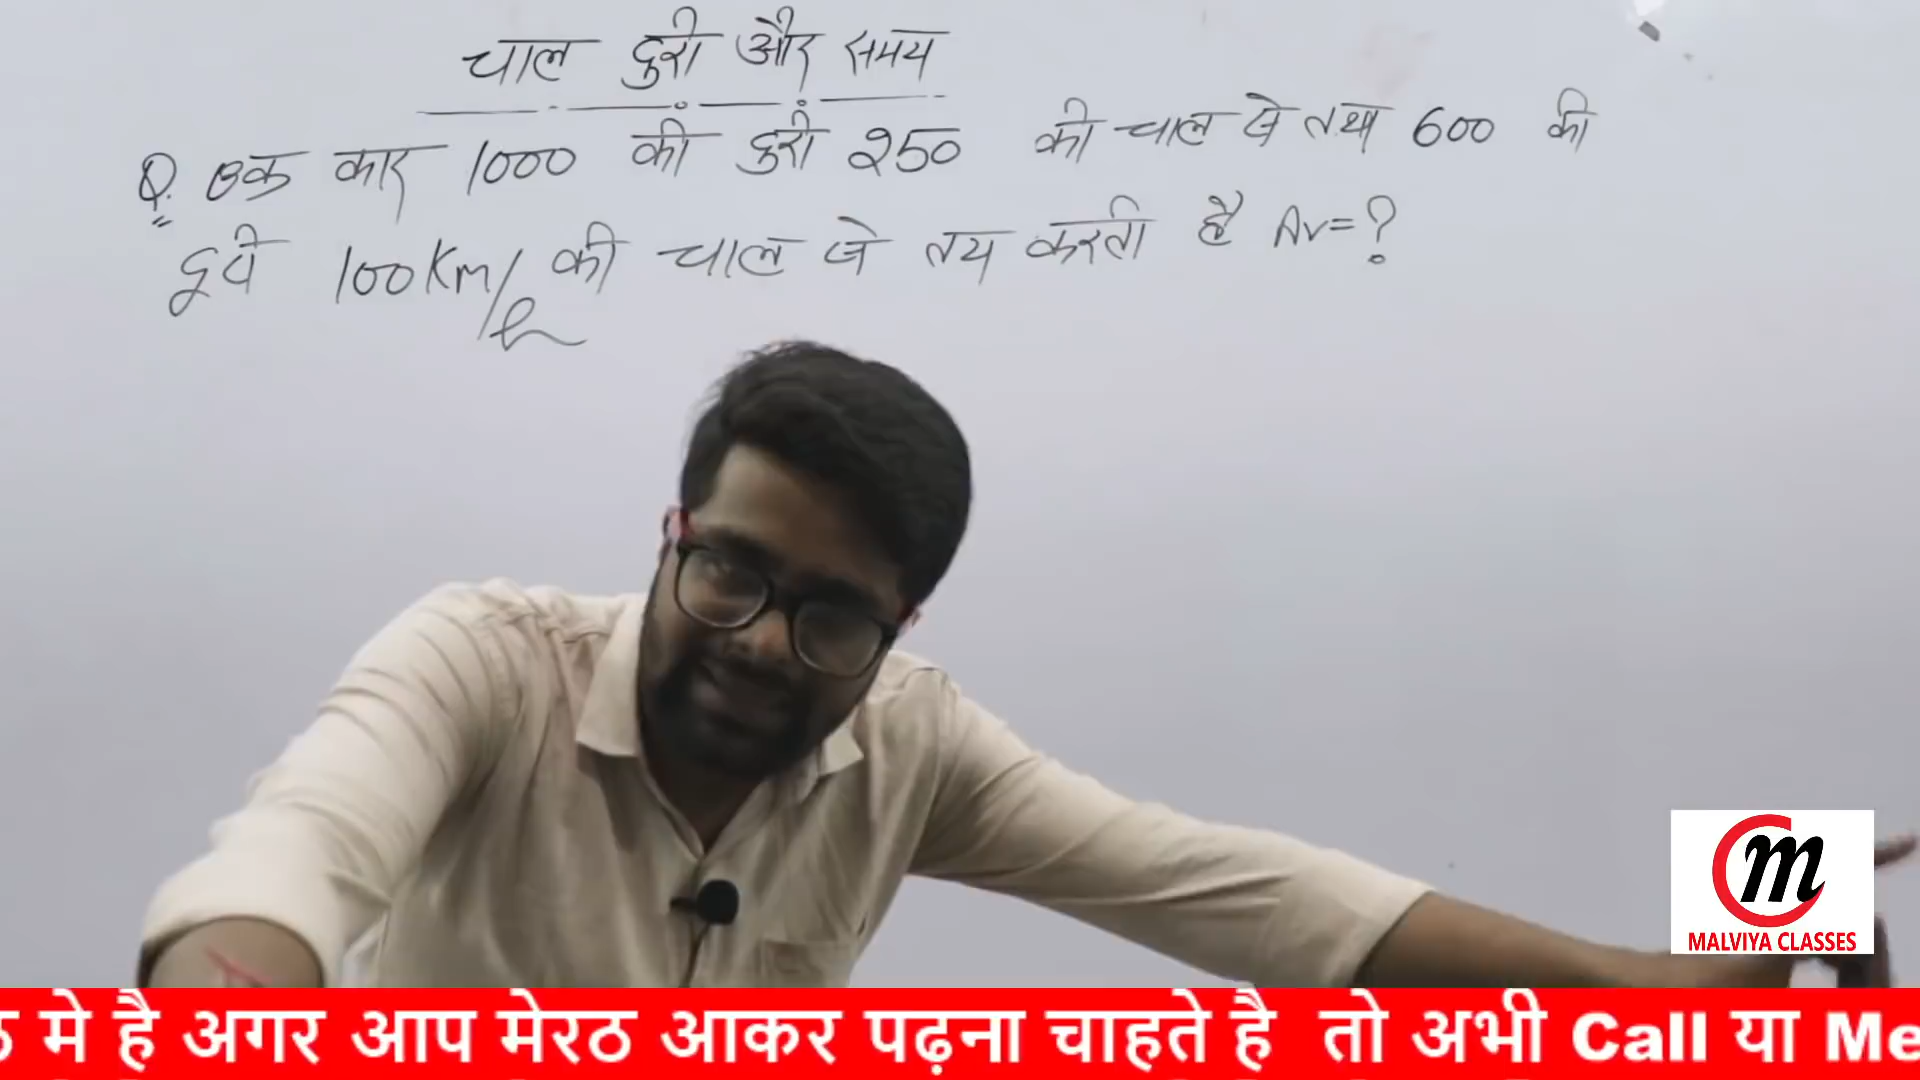 चाल दुरी और समय
Q. एक कार 1000 की दुरी 250 की चाल से तथा 600 की
दुरी 100Km/h की चाल से तय करती है Av=?
M
MALVIYA CLASSES
मे है अगर आप मेरठ आकर पढ़ना चाहते है तो अभी Call या Me